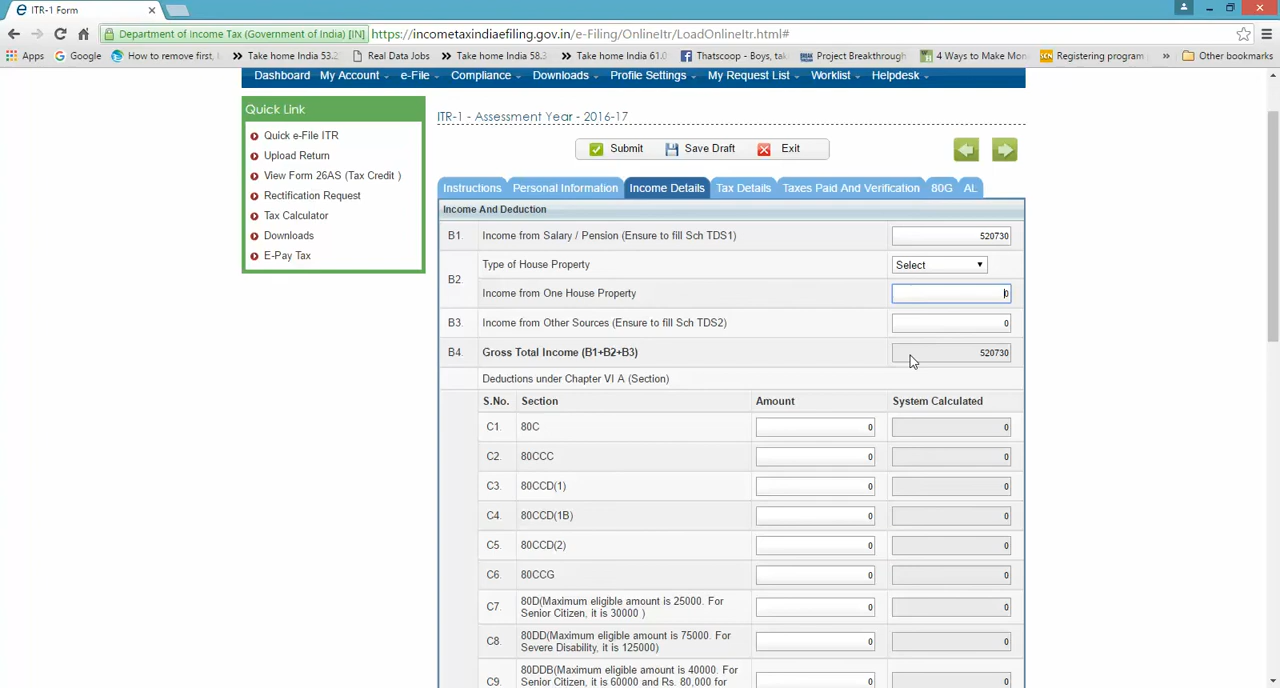 ITR-1 Form
Department of Income Tax (Government of India) [IN] https://incometaxindiaefiling.gov.in/e-Filing/OnlineItr/LoadOnlineItr.html#
Apps Google How to remove first, Take home 53.2 Real Data Jobs Take home 58.3 Take home 61.0 Thatscoop - Boys, tak Project Breakthroug 4 Ways to Make Mon Registering program » Other bookmarks
Dashboard My Account e-File Compliance Downloads Profile Settings My Request List Worklist Helpdesk
Quick Link
Quick e-File ITR
Upload Return
View Form 26AS (Tax Credit )
Rectification Request
Tax Calculator
Downloads
E-Pay Tax
ITR-1 - Assessment Year - 2016-17
Submit Save Draft Exit
Instructions Personal Information Income Details Tax Details Taxes Paid And Verification 80G AL
Income And Deduction
B1 Income from Salary / Pension (Ensure to fill Sch TDS1) 520730
B2
Type of House Property Select
Income from One House Property 0
B3. Income from Other Sources (Ensure to fill Sch TDS2) 0
B4. Gross Total Income (B1+B2+B3) 520730
Deductions under Chapter VI A (Section)
S.No. Section Amount System Calculated
C1. 80C 0 0
C2. 80CCC 0 0
C3. 80CCD(1) 0 0
C4. 80CCD(1B) 0 0
C5. 80CCD(2) 0 0
C6. 80CCG 0 0
C7. 80D(Maximum eligible amount is 25000. For 0 0
Senior Citizen, it is 30000 )
C8. 80DD(Maximum eligible amount is 75000. For 0 0
Severe Disability, it is 125000)
C9. 80DDB(Maximum eligible amount is 40000. For 0 0
Senior Citizen, it is 60000 and Rs. 80,000 for